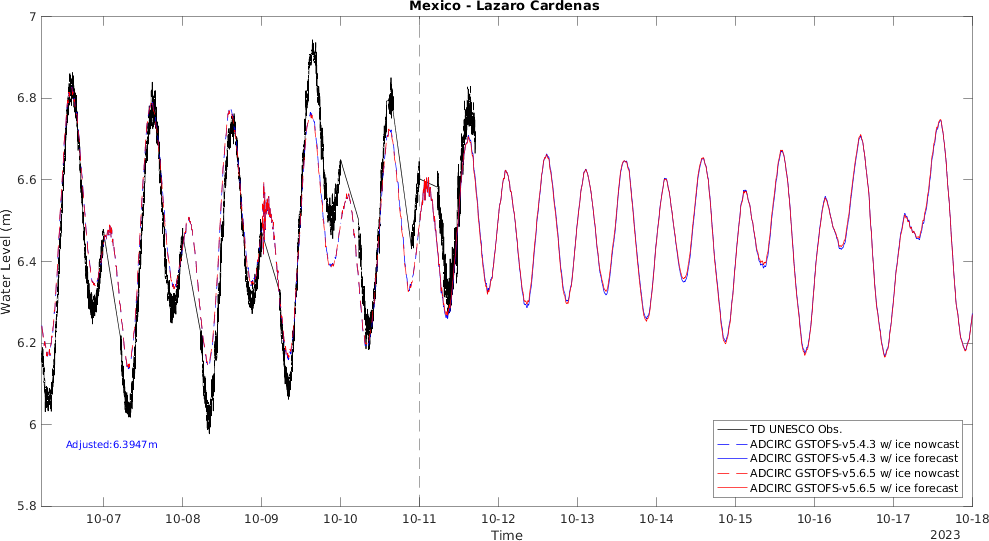 Mexico - Lazaro Cardenas
7
6.8
6.6
6.4
6.2
6
5.8
Water Level (m)
Adjusted:6.3947m
TD UNESCO Obs.
ADCIRC GSTOFS-v5.4.3 w/ ice nowcast
ADCIRC GSTOFS-v5.4.3 w/ ice forecast
ADCIRC GSTOFS-v5.6.5 w/ ice nowcast
ADCIRC GSTOFS-v5.6.5 w/ ice forecast
10-07 10-08 10-09 10-10 10-11 10-12 10-13 10-14 10-15 10-16 10-17 10-18
Time
2023